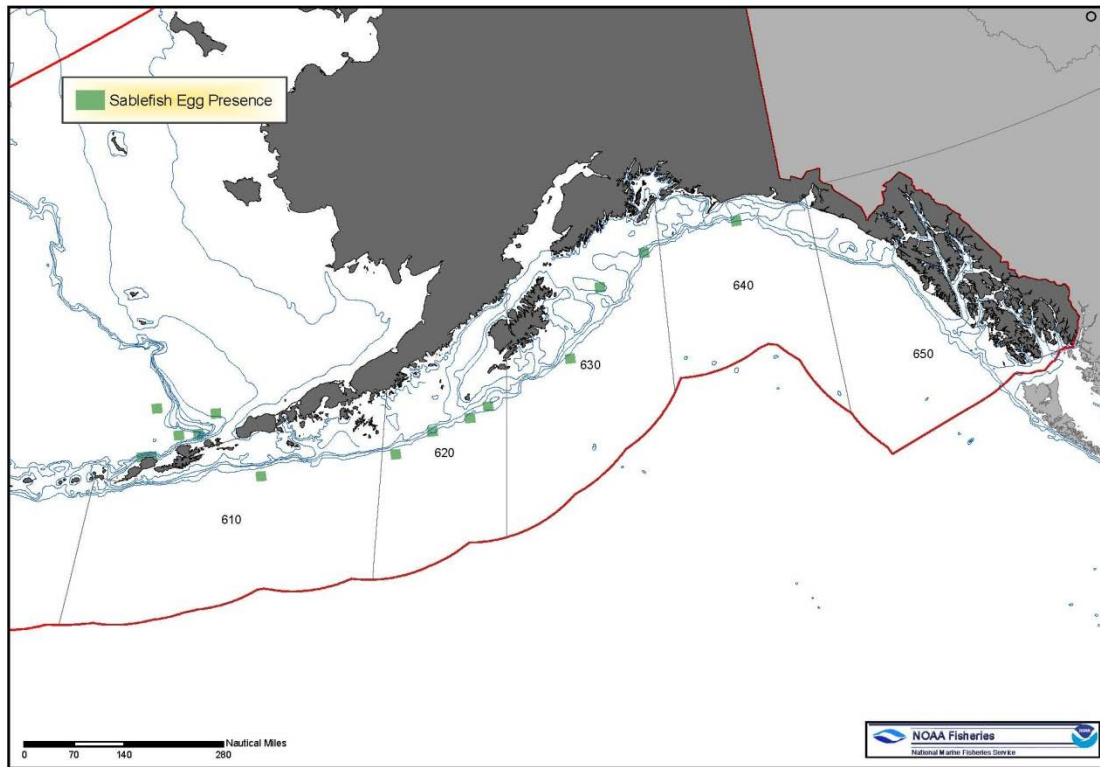 Sablefish Egg Presence
640
630
650
620
610
Nautical Miles
0 70 140 280
NOAA Fisheries
National Marine Fisheries Service
NOAA